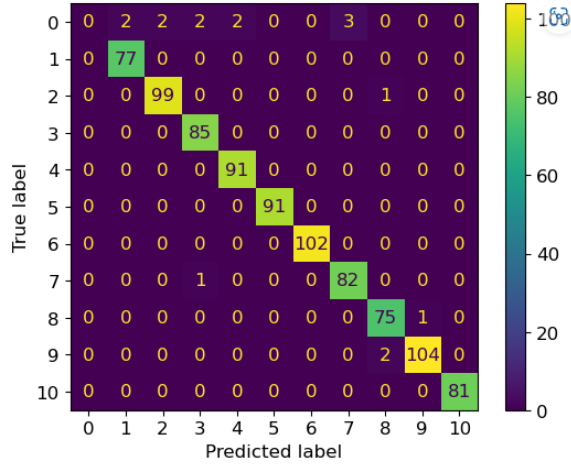 0 0 2 2 2 2 0 0 3 0 0 0
1 0 77 0 0 0 0 0 0 0 0 0
2 0 0 99 0 0 0 0 0 1 0 0
3 0 0 0 85 0 0 0 0 0 0 0
4 0 0 0 0 91 0 0 0 0 0 0
5 0 0 0 0 0 91 0 0 0 0 0
6 0 0 0 0 0 0 102 0 0 0 0
7 0 0 0 1 0 0 0 82 0 0 0
8 0 0 0 0 0 0 0 0 75 1 0
9 0 0 0 0 0 0 0 0 2 104 0
10 0 0 0 0 0 0 0 0 0 0 81
0 1 2 3 4 5 6 7 8 9 10
Predicted label
True label
80
60
40
20
0